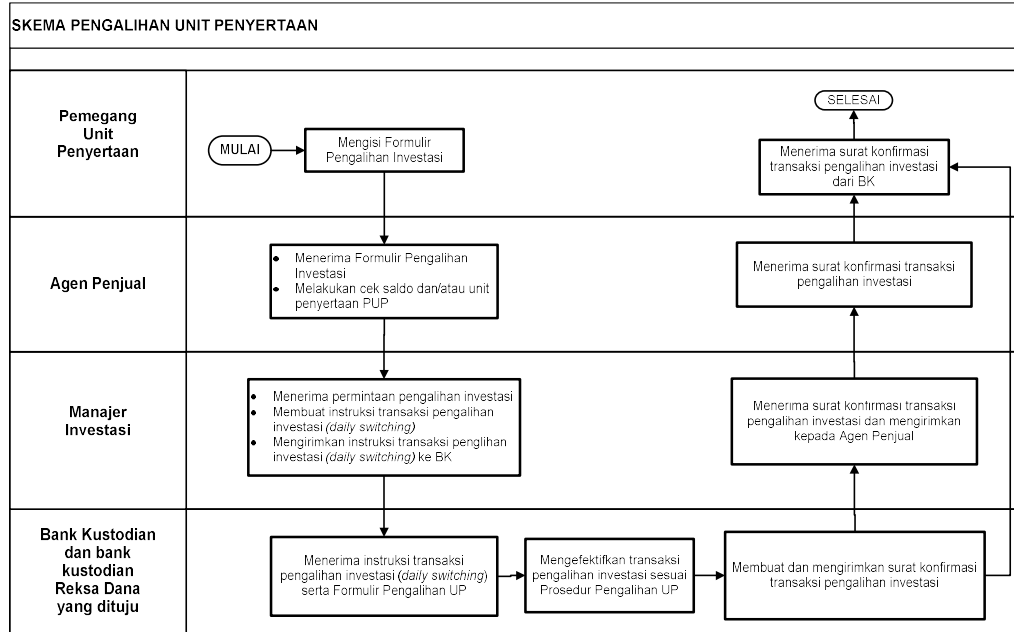 SKEMA PENGALIHAN UNIT PENYERTAAN
Pemegang
Unit
Penyertaan
MULAI
Mengisi Formulir
Pengalihan Investasi
SELESAI
Menerima surat konfirmasi
transaksi pengalihan investasi
dari BK
Agen Penjual
• Menerima Formulir Pengalihan
Investasi
• Melakukan cek saldo dan/atau unit
penyertaan PUP
Menerima surat konfirmasi transaksi
pengalihan investasi
Manajer
Investasi
• Menerima permintaan pengalihan investasi
• Membuat instruksi transaksi pengalihan
investasi (daily switching)
• Mengirimkan instruksi transaksi penglihan
investasi (daily switching) ke BK
Menerima surat konfirmasi transaksi
pengalihan investasi dan mengirimkan
kepada Agen Penjual
Bank Kustodian
dan bank
kustodian
Reksa Dana
yang dituju
Menerima instruksi transaksi
pengalihan investasi (daily switching)
serta Formulir Pengalihan UP
Mengefektifkan transaksi
pengalihan investasi sesuai
Prosedur Pengalihan UP
Membuat dan mengirimkan surat konfirmasi
transaksi pengalihan investasi